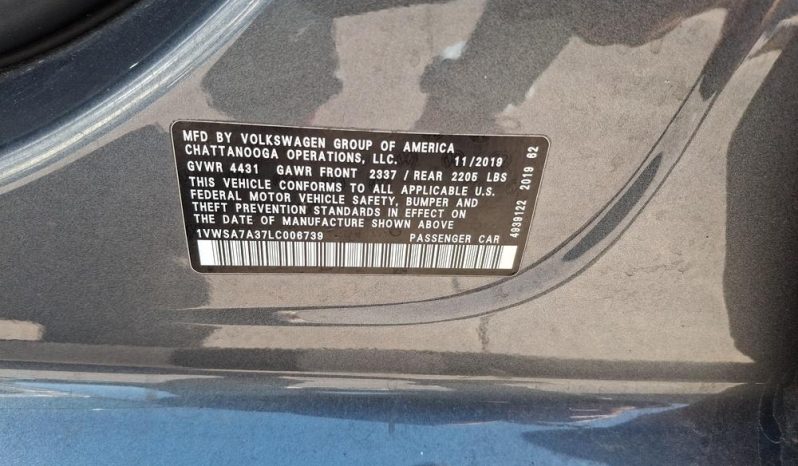 MFD BY VOLKSWAGEN GROUP OF AMERICA
CHATTANOOGA OPERATIONS, LLC. 11/2019
GVWR 4431 GAWR FRONT 2337 / REAR 2205 LBS
THIS VEHICLE CONFORMS TO ALL APPLICABLE U.S.
FEDERAL MOTOR VEHICLE SAFETY, BUMPER AND
THEFT PREVENTION STANDARDS IN EFFECT ON
THE DATE OF MANUFACTURE SHOWN ABOVE
1VWSA7A37LC006739 PASSENGER CAR
4939122 2019 62